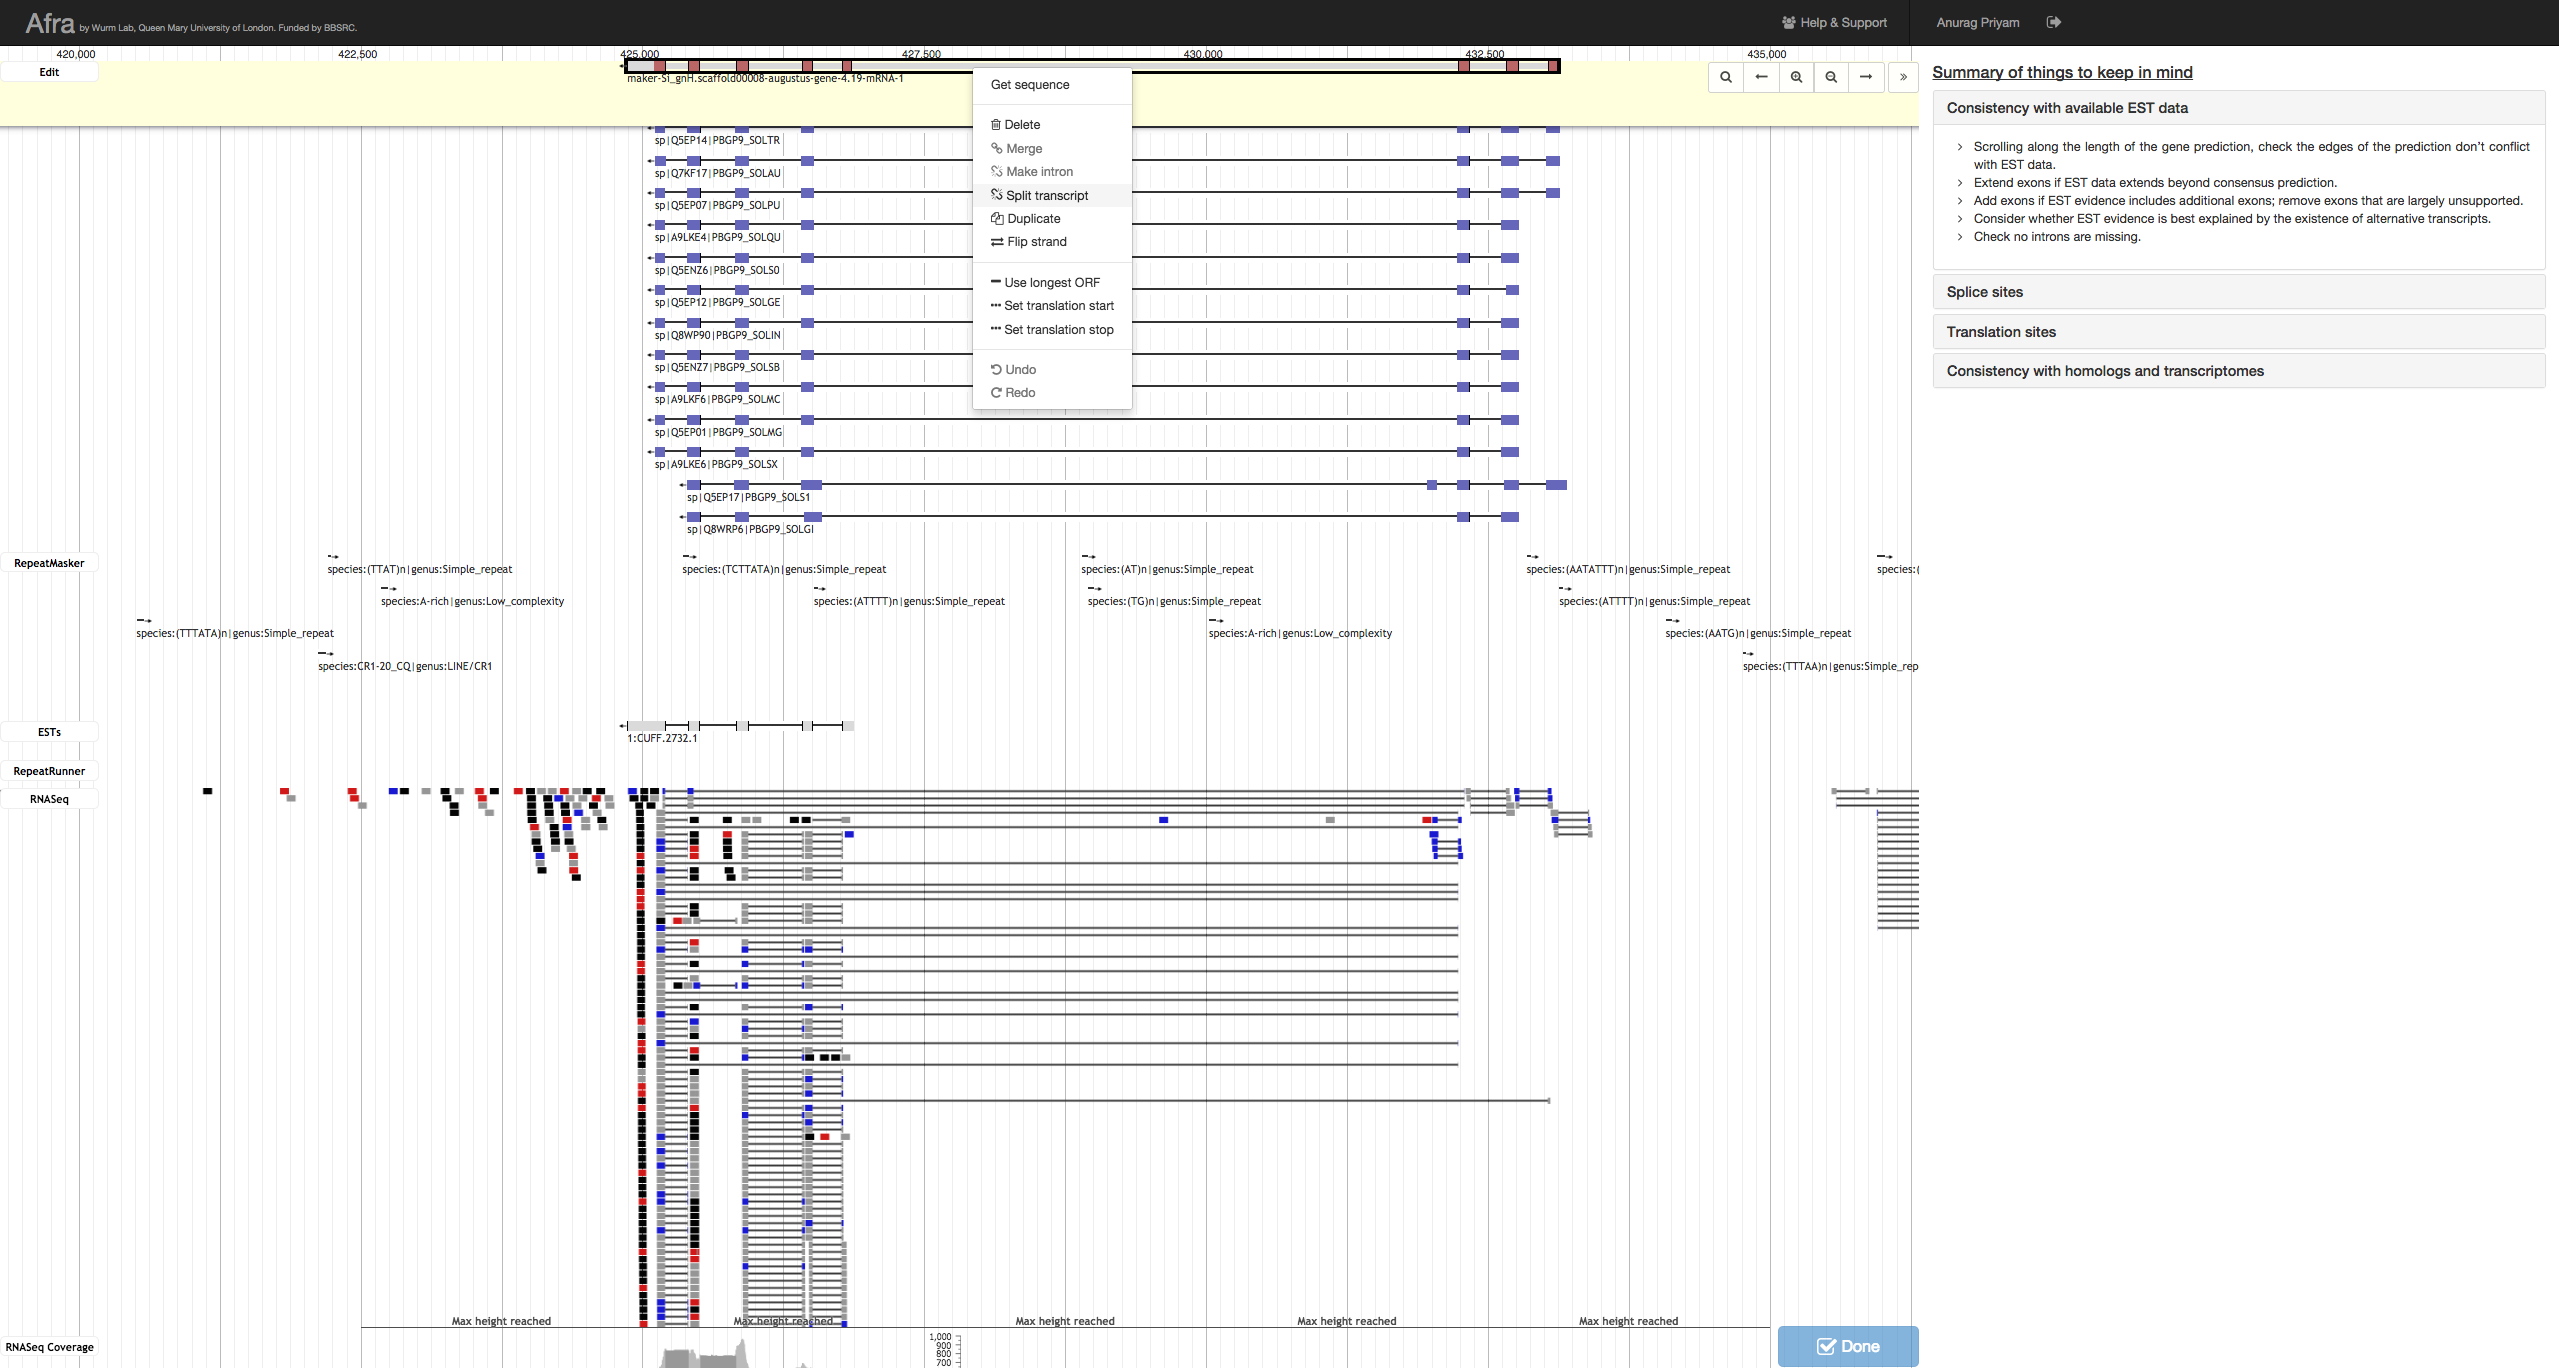 Afra by Wurm Lab, Queen Mary University of London. Funded by BBSRC.
Help & Support
Anurag Priyam
420,000 422,500 425,000 427,500 430,000 432,500 435,000
Edit
maker-Si_gnH.scaffold00008-augustus-gene-4.19-mRNA-1
Get sequence
Delete
Merge
Make intron
Split transcript
Duplicate
Flip strand
Use longest ORF
Set translation start
Set translation stop
Undo
Redo
Summary of things to keep in mind
Consistency with available EST data
Scrolling along the length of the gene prediction, check the edges of the prediction don't conflict
with EST data.
Extend exons if EST data extends beyond consensus prediction.
Add exons if EST evidence includes additional exons; remove exons that are largely unsupported.
Consider whether EST evidence is best explained by the existence of alternative transcripts.
Check no introns are missing.
Splice sites
Translation sites
Consistency with homologs and transcriptomes
sp|Q5EP14|PBGP9_SOLTR
sp|Q7KF17|PBGP9_SOLAU
sp|Q5EP07|PBGP9_SOLPU
sp|A9LKE4|PBGP9_SOLQU
sp|Q5ENZ6|PBGP9_SOLS0
sp|Q5EP12|PBGP9_SOLGE
sp|Q8WP90|PBGP9_SOLIN
sp|Q5ENZ7|PBGP9_SOLSB
sp|A9LKF6|PBGP9_SOLMC
sp|Q5EP01|PBGP9_SOLMG
sp|A9LKE6|PBGP9_SOLSX
sp|Q5EP17|PBGP9_SOLS1
sp|Q8WRP6|PBGP9_SOLGI
RepeatMasker
species:(TTAT)n|genus:Simple_repeat
species:(TCTTATA)n|genus:Simple_repeat
species:(AT)n|genus:Simple_repeat
species:(AATATTT)n|genus:Simple_repeat
species:(
species:A-rich|genus:Low_complexity
species:(ATTTT)n|genus:Simple_repeat
species:(TG)n|genus:Simple_repeat
species:(ATTTT)n|genus:Simple_repeat
species:(TTTATA)n|genus:Simple_repeat
species:A-rich|genus:Low_complexity
species:(AATG)n|genus:Simple_repeat
species:CR1-20_CQ|genus:LINE/CR1
species:(TTTAA)n|genus:Simple_rep
ESTs
1:CUFF.2732.1
RepeatRunner
RNASeq
Max height reached
Max height reached
Max height reached
Max height reached
Max height reached
RNASeq Coverage
1,000
900
800
700
Done